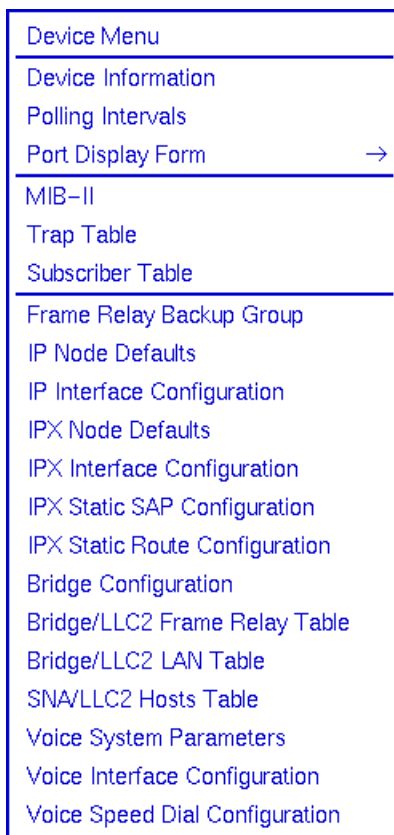 Device Menu
Device Information
Polling Intervals
Port Display Form →
MIB-II
Trap Table
Subscriber Table
Frame Relay Backup Group
IP Node Defaults
IP Interface Configuration
IPX Node Defaults
IPX Interface Configuration
IPX Static SAP Configuration
IPX Static Route Configuration
Bridge Configuration
Bridge/LLC2 Frame Relay Table
Bridge/LLC2 LAN Table
SNA/LLC2 Hosts Table
Voice System Parameters
Voice Interface Configuration
Voice Speed Dial Configuration